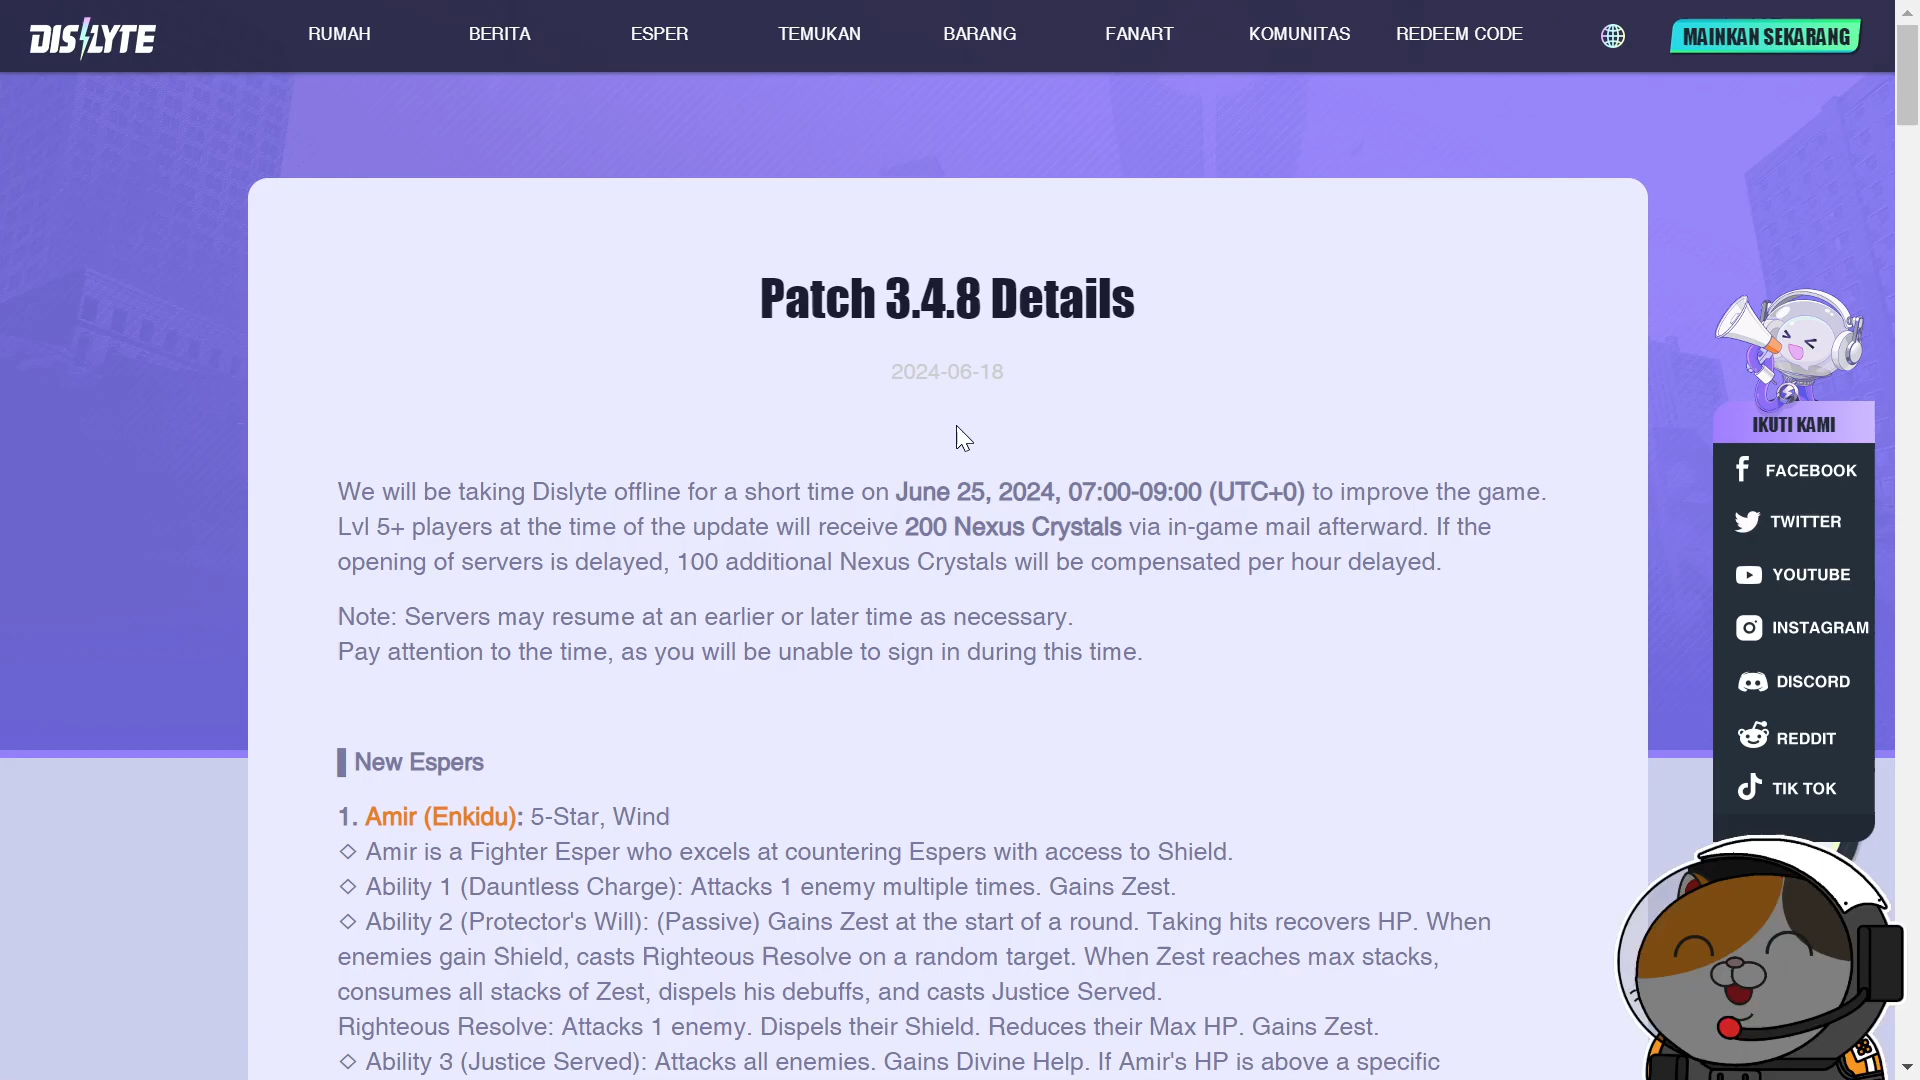 DISLYTE
RUMAH
BERITA
ESPER
TEMUKAN
BARANG
FANART
KOMUNITAS
REDEEM CODE
MAINKAN SEKARANG
Patch 3.4.8 Details
2024-06-18
We will be taking Dislyte offline for a short time on June 25, 2024, 07:00-09:00 (UTC+0) to improve the game.
Lvl 5+ players at the time of the update will receive 200 Nexus Crystals via in-game mail afterward. If the
opening of servers is delayed, 100 additional Nexus Crystals will be compensated per hour delayed.
Note: Servers may resume at an earlier or later time as necessary.
Pay attention to the time, as you will be unable to sign in during this time.
▌New Espers
1. Amir (Enkidu): 5-Star, Wind
◇ Amir is a Fighter Esper who excels at countering Espers with access to Shield.
◇ Ability 1 (Dauntless Charge): Attacks 1 enemy multiple times. Gains Zest.
◇ Ability 2 (Protector's Will): (Passive) Gains Zest at the start of a round. Taking hits recovers HP. When
enemies gain Shield, casts Righteous Resolve on a random target. When Zest reaches max stacks,
consumes all stacks of Zest, dispels his debuffs, and casts Justice Served.
Righteous Resolve: Attacks 1 enemy. Dispels their Shield. Reduces their Max HP. Gains Zest.
◇ Ability 3 (Justice Served): Attacks all enemies. Gains Divine Help. If Amir's HP is above a specific
IKUTI KAMI
FACEBOOK
TWITTER
YOUTUBE
INSTAGRAM
DISCORD
REDDIT
TIK TOK